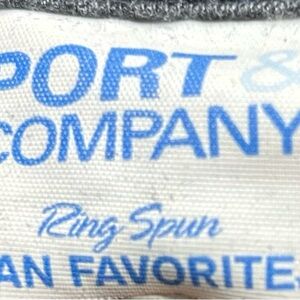 PORT &
COMPANY
Ring Spun
AN FAVORITE